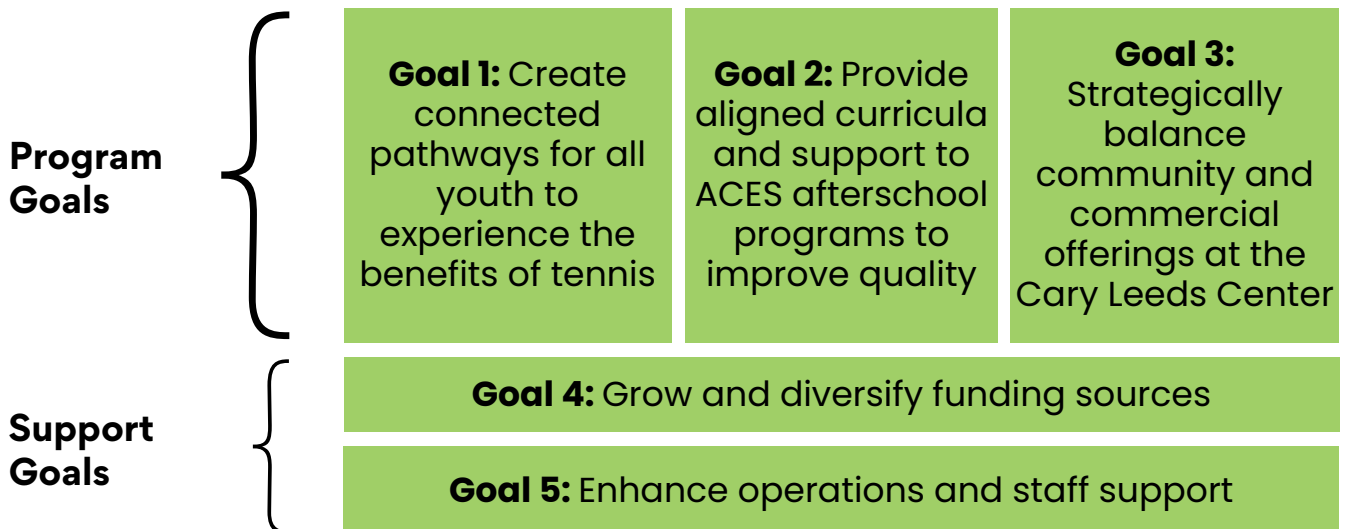 Program
Goals
Goal 1: Create
connected
pathways for all
youth to
experience the
benefits of tennis
Goal 2: Provide
aligned curricula
and support to
ACES afterschool
programs to
improve quality
Goal 3:
Strategically
balance
community and
commercial
offerings at the
Cary Leeds Center
Support
Goals
Goal 4: Grow and diversify funding sources
Goal 5: Enhance operations and staff support